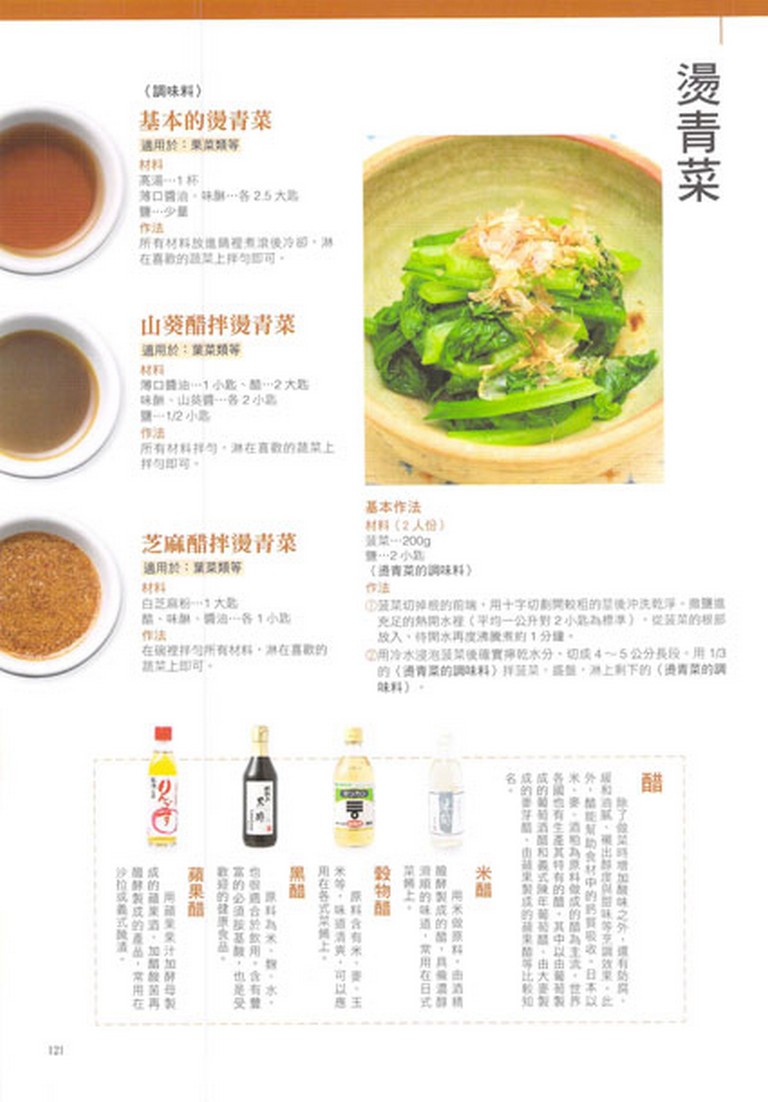 燙青菜
〈調味料〉
基本的燙青菜
適用於：葉菜類等
材料
高湯…1 杯
薄口醬油、味醂…各 2.5 大匙
鹽…少量
作法
所有材料放進鍋裡煮滾後冷卻，淋
在喜歡的蔬菜上拌勻即可。
山葵醋拌燙青菜
適用於：葉菜類等
材料
薄口醬油…1 小匙、醋…2 大匙
味醂、山葵醬…各 2 小匙
鹽…1/2 小匙
作法
所有材料拌勻，淋在喜歡的蔬菜上
拌勻即可。
芝麻醋拌燙青菜
適用於：葉菜類等
材料
白芝麻粉…1 大匙
醋、味醂、醬油…各 1 小匙
作法
在碗裡拌勻所有材料，淋在喜歡的
蔬菜上即可。
基本作法
材料（2 人份）
菠菜…200g
鹽…2 小匙
〈燙青菜的調味料〉
作法
①菠菜切掉根的前端，用十字切劃開較粗的莖後沖洗乾淨。撒鹽進
充足的熱開水裡（平均一公升對 2 小匙為標準），從菠菜的根部
放入，待開水再度沸騰煮約 1 分鐘。
②用冷水浸泡菠菜後確實擰乾水分，切成 4～5 公分長段。用 1/3
的〈燙青菜的調味料〉拌菠菜，盛盤，淋上剩下的〈燙青菜的調
味料〉。
醋
除了做菜時增加酸味之外，還有防腐、
緩和油膩、襯出醇度與甜味等烹調效果。此
外，醋能幫助食材中的鈣質吸收。日本以
米、麥、酒粕為原料做成的醋為主流，世界
各國也有生產其特有的醋。其中以由葡萄製
成的葡萄酒醋和義式陳年葡萄醋、由大麥製
成的麥芽醋、由蘋果製成的蘋果醋等比較知
名。
米醋
用米做原料，由酒精
醱酵製成的醋，具備濃醇
滑順的味道，常用在日式
菜餚上。
穀物醋
原料含有米、麥、玉
米等，味道清爽，可以應
用在各式菜餚上。
黑醋
原料為米、麴、水，
也很適合於飲用。含有豐
富的必須胺基酸，也是受
歡迎的健康食品。
蘋果醋
用蘋果果汁加酵母製
成的蘋果酒，加醋酸菌再
醱酵製成的產品，常用在
沙拉或義式醃漬。
りんご酢
黒酢
ミツカン
121